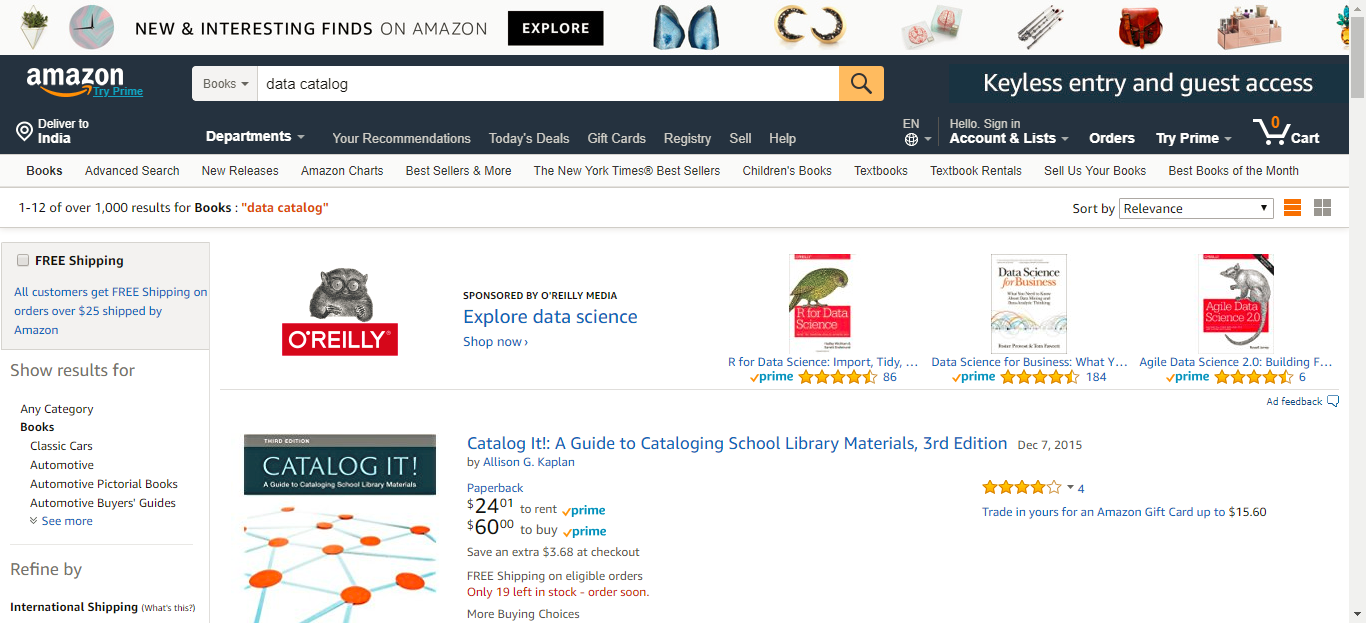 NEW & INTERESTING FINDS ON AMAZON EXPLORE
amazon
Try Prime
Books
data catalog
Keyless entry and guest access
Deliver to
India
Departments
Your Recommendations Today's Deals Gift Cards Registry Sell Help
EN
Hello. Sign in
Account & Lists
Orders
Try Prime
0
Cart
Books Advanced Search New Releases Amazon Charts Best Sellers & More The New York Times® Best Sellers Children's Books Textbooks Textbook Rentals Sell Us Your Books Best Books of the Month
1-12 of over 1,000 results for Books : "data catalog"
Sort by Relevance
FREE Shipping
All customers get FREE Shipping on
orders over $25 shipped by
Amazon
Show results for
Any Category
Books
Classic Cars
Automotive
Automotive Pictorial Books
Automotive Buyers' Guides
See more
Refine by
International Shipping (What's this?)
O'REILLY®
SPONSORED BY O'REILLY MEDIA
Explore data science
Shop now ›
R for Data
Science
R for Data Science: Import, Tidy, ...
prime 86
Data Science
for Business
Data Science for Business: What Y...
prime 184
Agile Data
Science 2.0
Agile Data Science 2.0: Building F...
prime 6
Ad feedback
THIRD EDITION
CATALOG IT!
A Guide to Cataloging School Library Materials
Catalog It!: A Guide to Cataloging School Library Materials, 3rd Edition Dec 7, 2015
by Allison G. Kaplan
Paperback
$24 01 to rent prime
$60 00 to buy prime
Save an extra $3.68 at checkout
FREE Shipping on eligible orders
Only 19 left in stock - order soon.
More Buying Choices
4
Trade in yours for an Amazon Gift Card up to $15.60